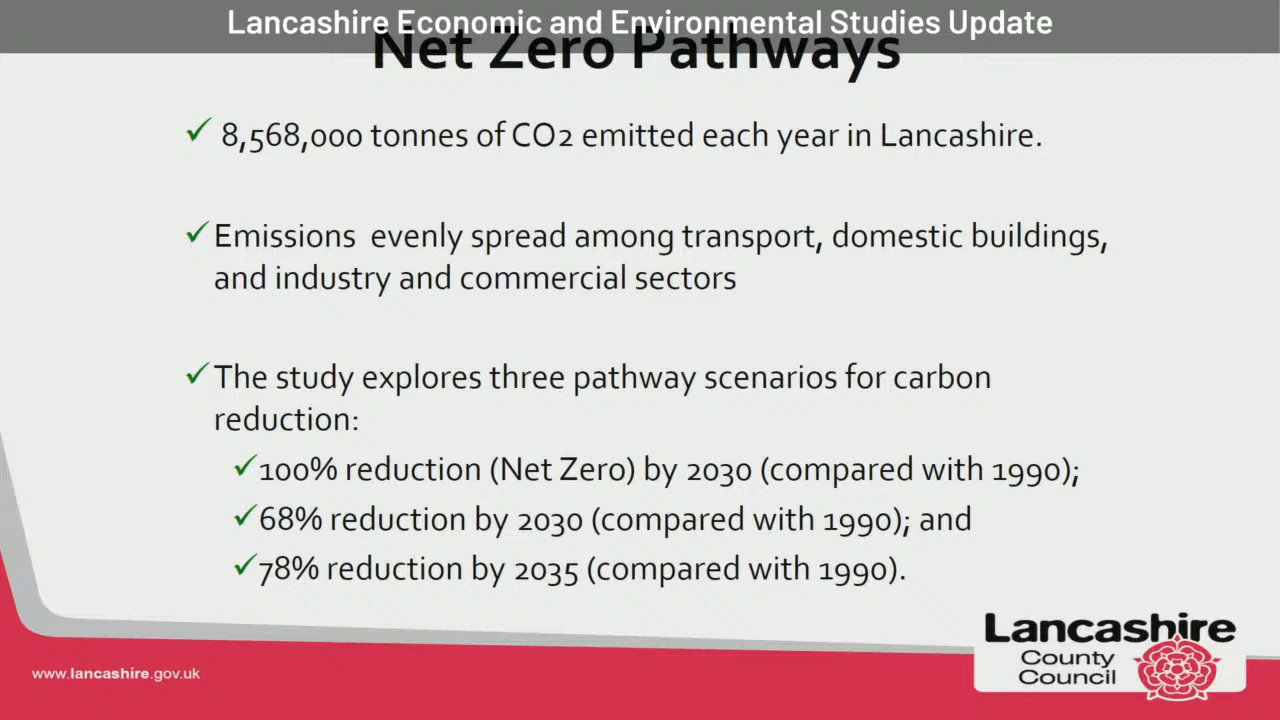 Lancashire Economic and Environmental Studies Update
Net Zero Pathways
✓ 8,568,000 tonnes of CO2 emitted each year in Lancashire.
✓ Emissions evenly spread among transport, domestic buildings,
and industry and commercial sectors
✓ The study explores three pathway scenarios for carbon
reduction:
✓ 100% reduction (Net Zero) by 2030 (compared with 1990);
✓ 68% reduction by 2030 (compared with 1990); and
✓ 78% reduction by 2035 (compared with 1990).
Lancashire
County
Council
www.lancashire.gov.uk